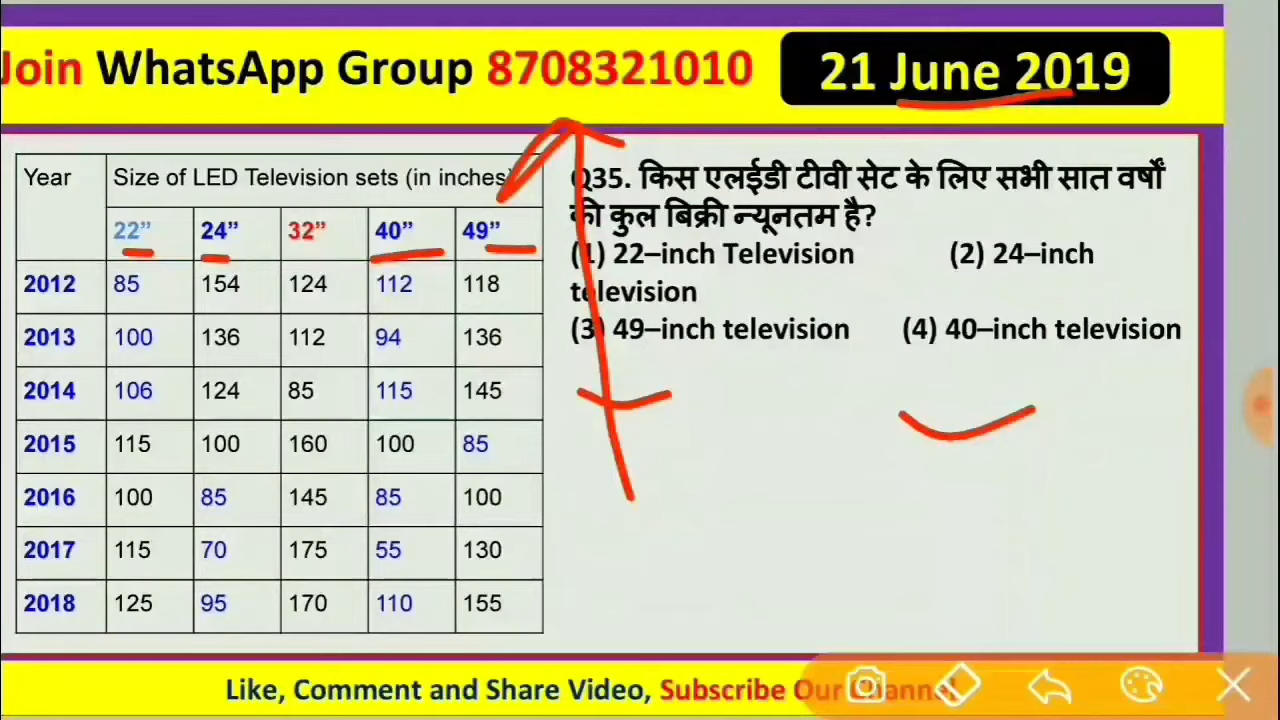 Join WhatsApp Group 8708321010
21 June 2019
Year Size of LED Television sets (in inches)
22” 24” 32” 40” 49”
2012 85 154 124 112 118
2013 100 136 112 94 136
2014 106 124 85 115 145
2015 115 100 160 100 85
2016 100 85 145 85 100
2017 115 70 175 55 130
2018 125 95 170 110 155
Q35. किस एलईडी टीवी सेट के लिए सभी सात वर्षों
की कुल बिक्री न्यूनतम है?
(1) 22–inch Television (2) 24–inch
television
(3) 49–inch television (4) 40–inch television
Like, Comment and Share Video, Subscribe Our Channel